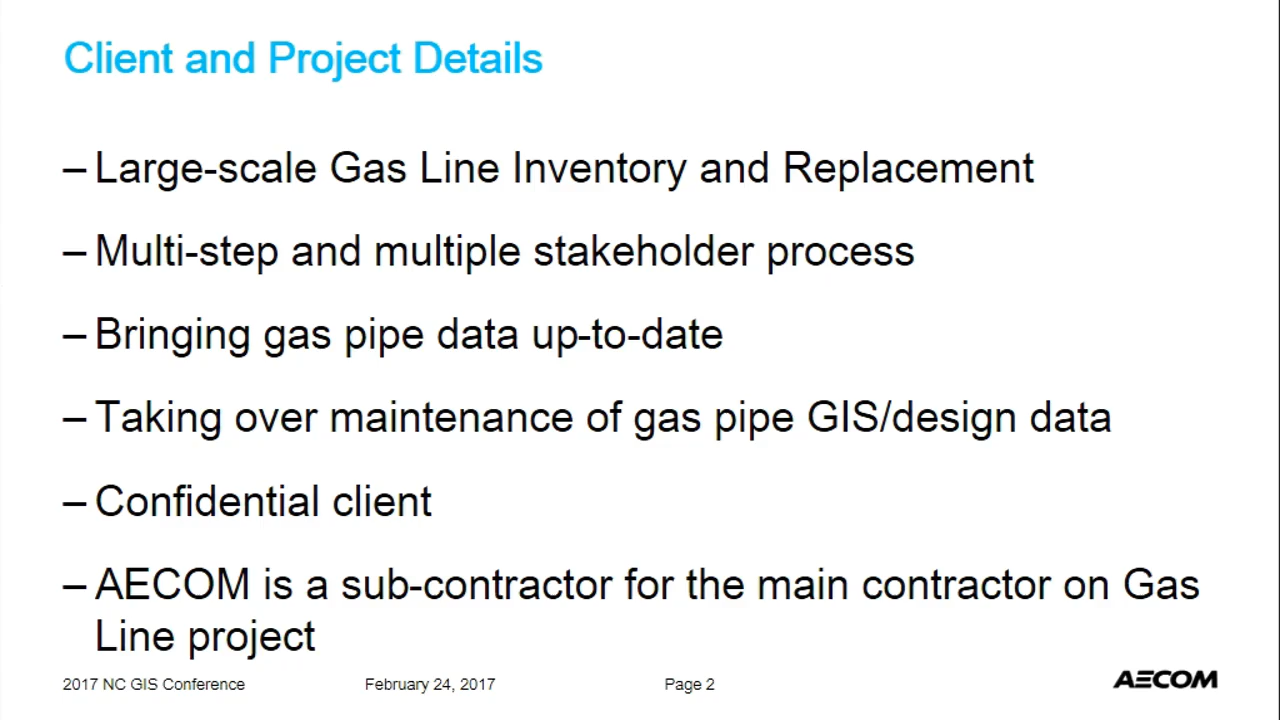 Client and Project Details
– Large-scale Gas Line Inventory and Replacement
– Multi-step and multiple stakeholder process
– Bringing gas pipe data up-to-date
– Taking over maintenance of gas pipe GIS/design data
– Confidential client
– AECOM is a sub-contractor for the main contractor on Gas
Line project
2017 NC GIS Conference February 24, 2017 Page 2 AECOM